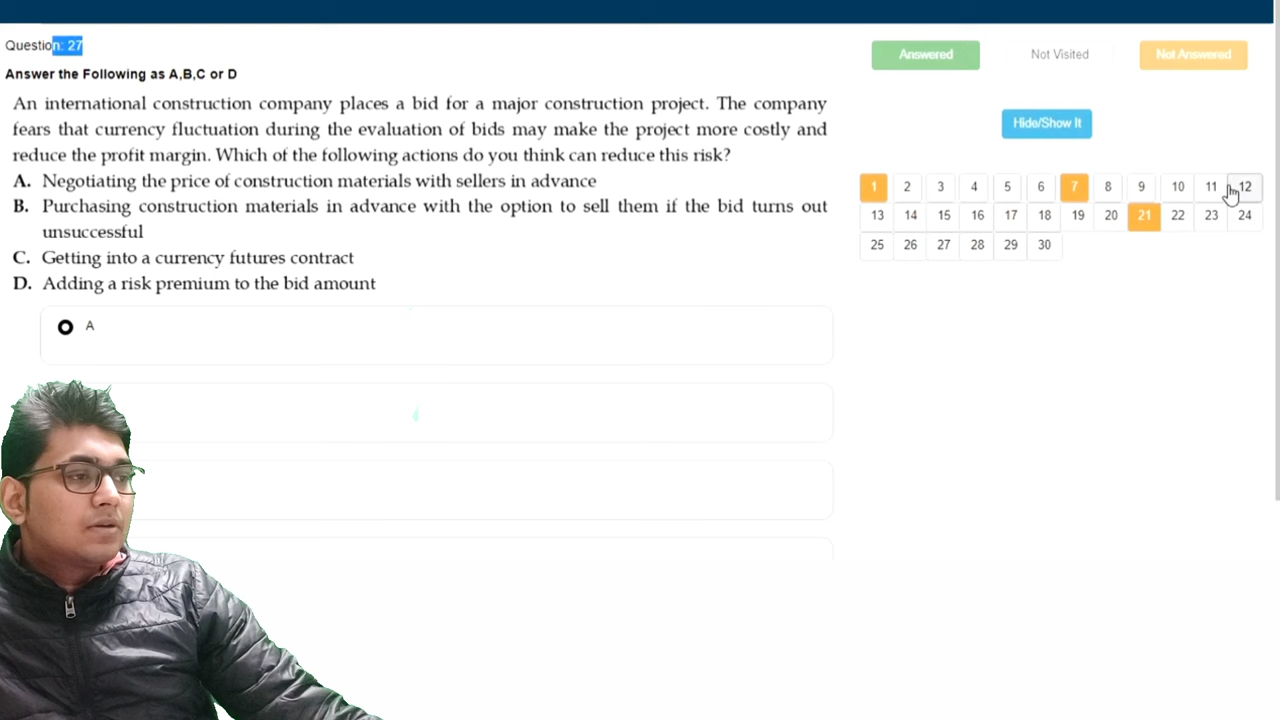 Question: 27
Answered
Not Visited
Not Answered
Answer the Following as A,B,C or D
An international construction company places a bid for a major construction project. The company
fears that currency fluctuation during the evaluation of bids may make the project more costly and
reduce the profit margin. Which of the following actions do you think can reduce this risk?
A. Negotiating the price of construction materials with sellers in advance
B. Purchasing construction materials in advance with the option to sell them if the bid turns out
unsuccessful
C. Getting into a currency futures contract
D. Adding a risk premium to the bid amount
A
Hide/Show It
1 2 3 4 5 6 7 8 9 10 11 12
13 14 15 16 17 18 19 20 21 22 23 24
25 26 27 28 29 30